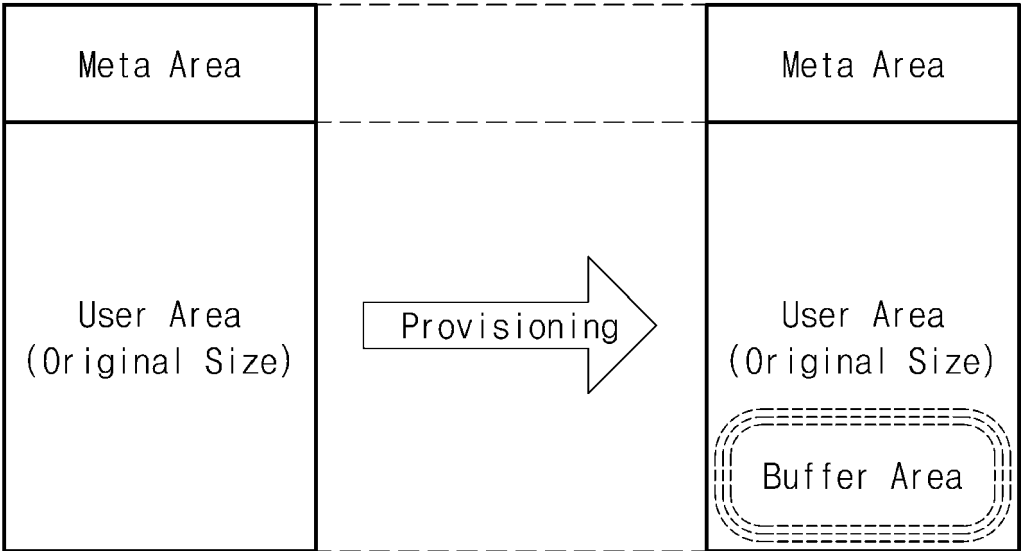 Meta Area
Meta Area
User Area
(Original Size)
Provisioning
User Area
(Original Size)
Buffer Area